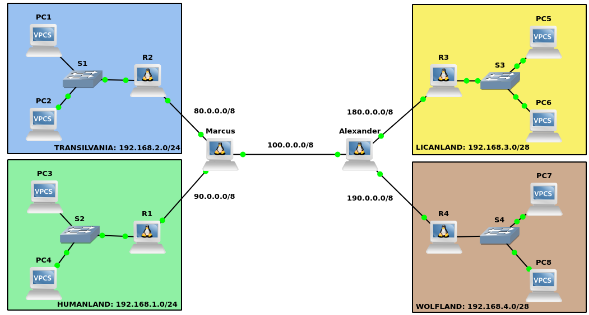 PC1
VPCS
S1
R2
PC2
VPCS
TRANSILVANIA: 192.168.2.0/24
PC3
VPCS
S2
R1
PC4
VPCS
HUMANLAND: 192.168.1.0/24
80.0.0.0/8
Marcus
90.0.0.0/8
100.0.0.0/8
180.0.0.0/8
Alexander
190.0.0.0/8
PC5
VPCS
R3
S3
PC6
VPCS
LICANLAND: 192.168.3.0/28
PC7
VPCS
R4
S4
PC8
VPCS
WOLFLAND: 192.168.4.0/28